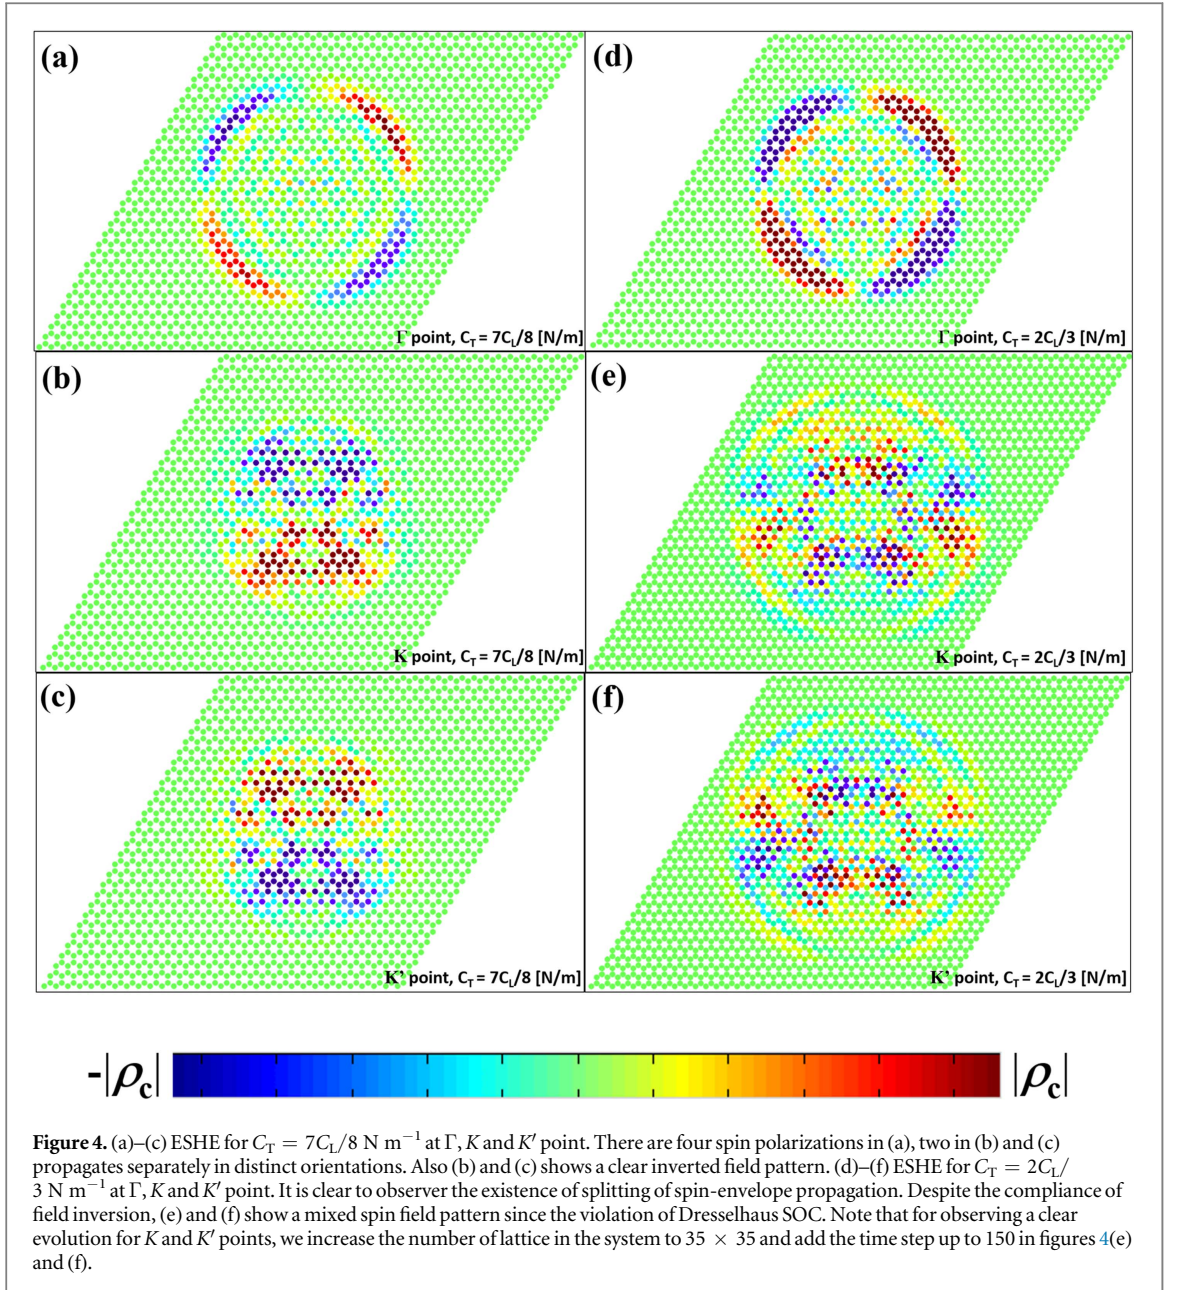 (a)
Γ point, C_T = 7C_L/8 [N/m]
(d)
Γ point, C_T = 2C_L/3 [N/m]
(b)
K point, C_T = 7C_L/8 [N/m]
(e)
K point, C_T = 2C_L/3 [N/m]
(c)
K' point, C_T = 7C_L/8 [N/m]
(f)
K' point, C_T = 2C_L/3 [N/m]
-|ρ_c| |ρ_c|
Figure 4. (a)–(c) ESHE for C_T = 7C_L/8 N m⁻¹ at Γ, K and K′ point. There are four spin polarizations in (a), two in (b) and (c)
propagates separately in distinct orientations. Also (b) and (c) shows a clear inverted field pattern. (d)–(f) ESHE for C_T = 2C_L/
3 N m⁻¹ at Γ, K and K′ point. It is clear to observer the existence of splitting of spin-envelope propagation. Despite the compliance of
field inversion, (e) and (f) show a mixed spin field pattern since the violation of Dresselhaus SOC. Note that for observing a clear
evolution for K and K′ points, we increase the number of lattice in the system to 35 × 35 and add the time step up to 150 in figures 4(e)
and (f).